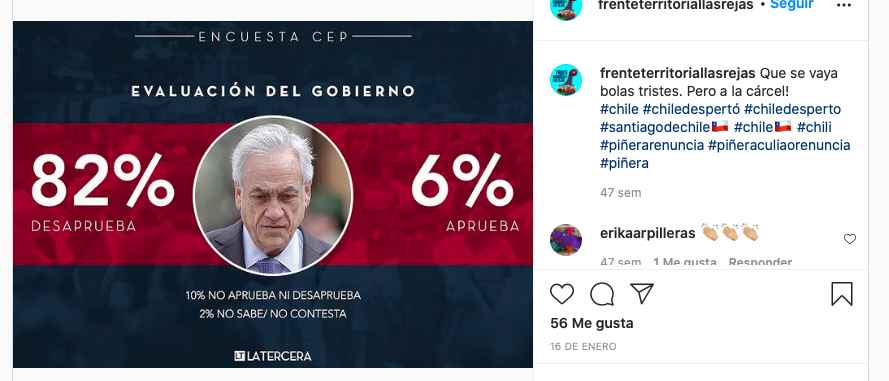 ENCUESTA CEP
EVALUACIÓN DEL GOBIERNO
82%
DESAPRUEBA
6%
APRUEBA
10% NO APRUEBA NI DESAPRUEBA
2% NO SABE/ NO CONTESTA
LT LATERCERA
frenteterritoriallasrejas • Seguir
frenteterritoriallasrejas Que se vaya
bolas tristes. Pero a la cárcel!
#chile #chiledespertó #chiledesperto
#santiagodechile🇨🇱 #chile🇨🇱 #chili
#piñerarenuncia #piñeraculiaorenuncia
#piñera
47 sem
erikaarpilleras 👏🏼👏🏼👏🏼
47 sem 1 Me gusta Responder
56 Me gusta
16 DE ENERO